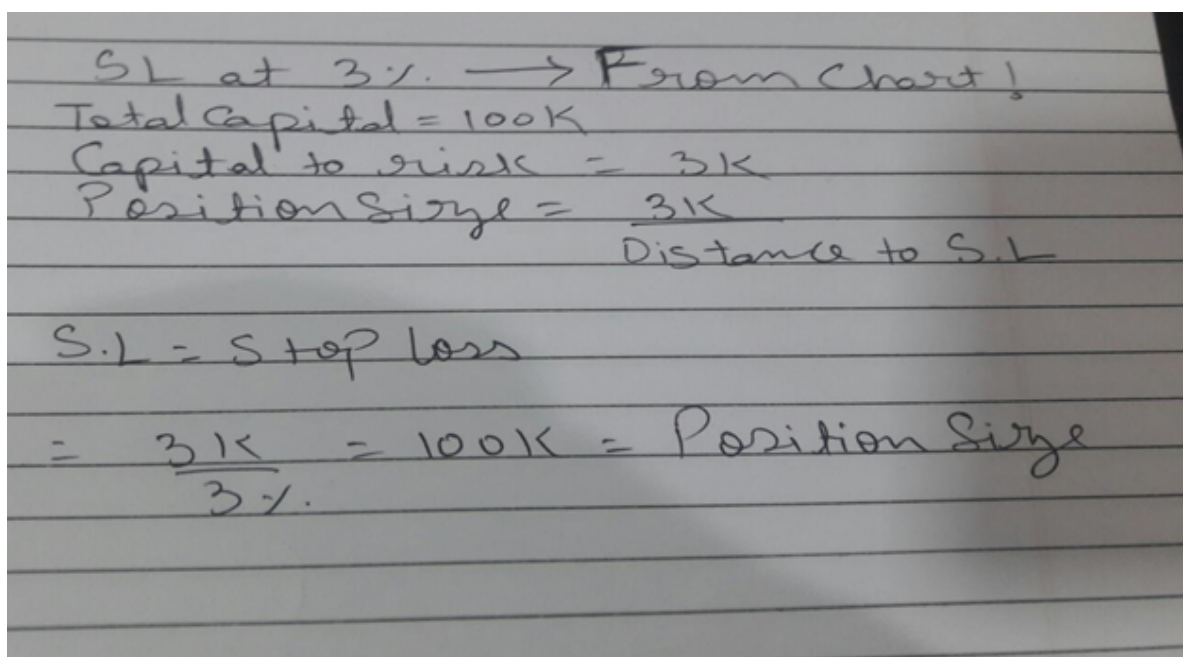 SL at 3% → From Chart!
Total Capital = 100K
Capital to risk = 3K
Position Size = 3K
Distance to S.L
S.L = Stop loss
= 3K = 100K = Position Size
3%